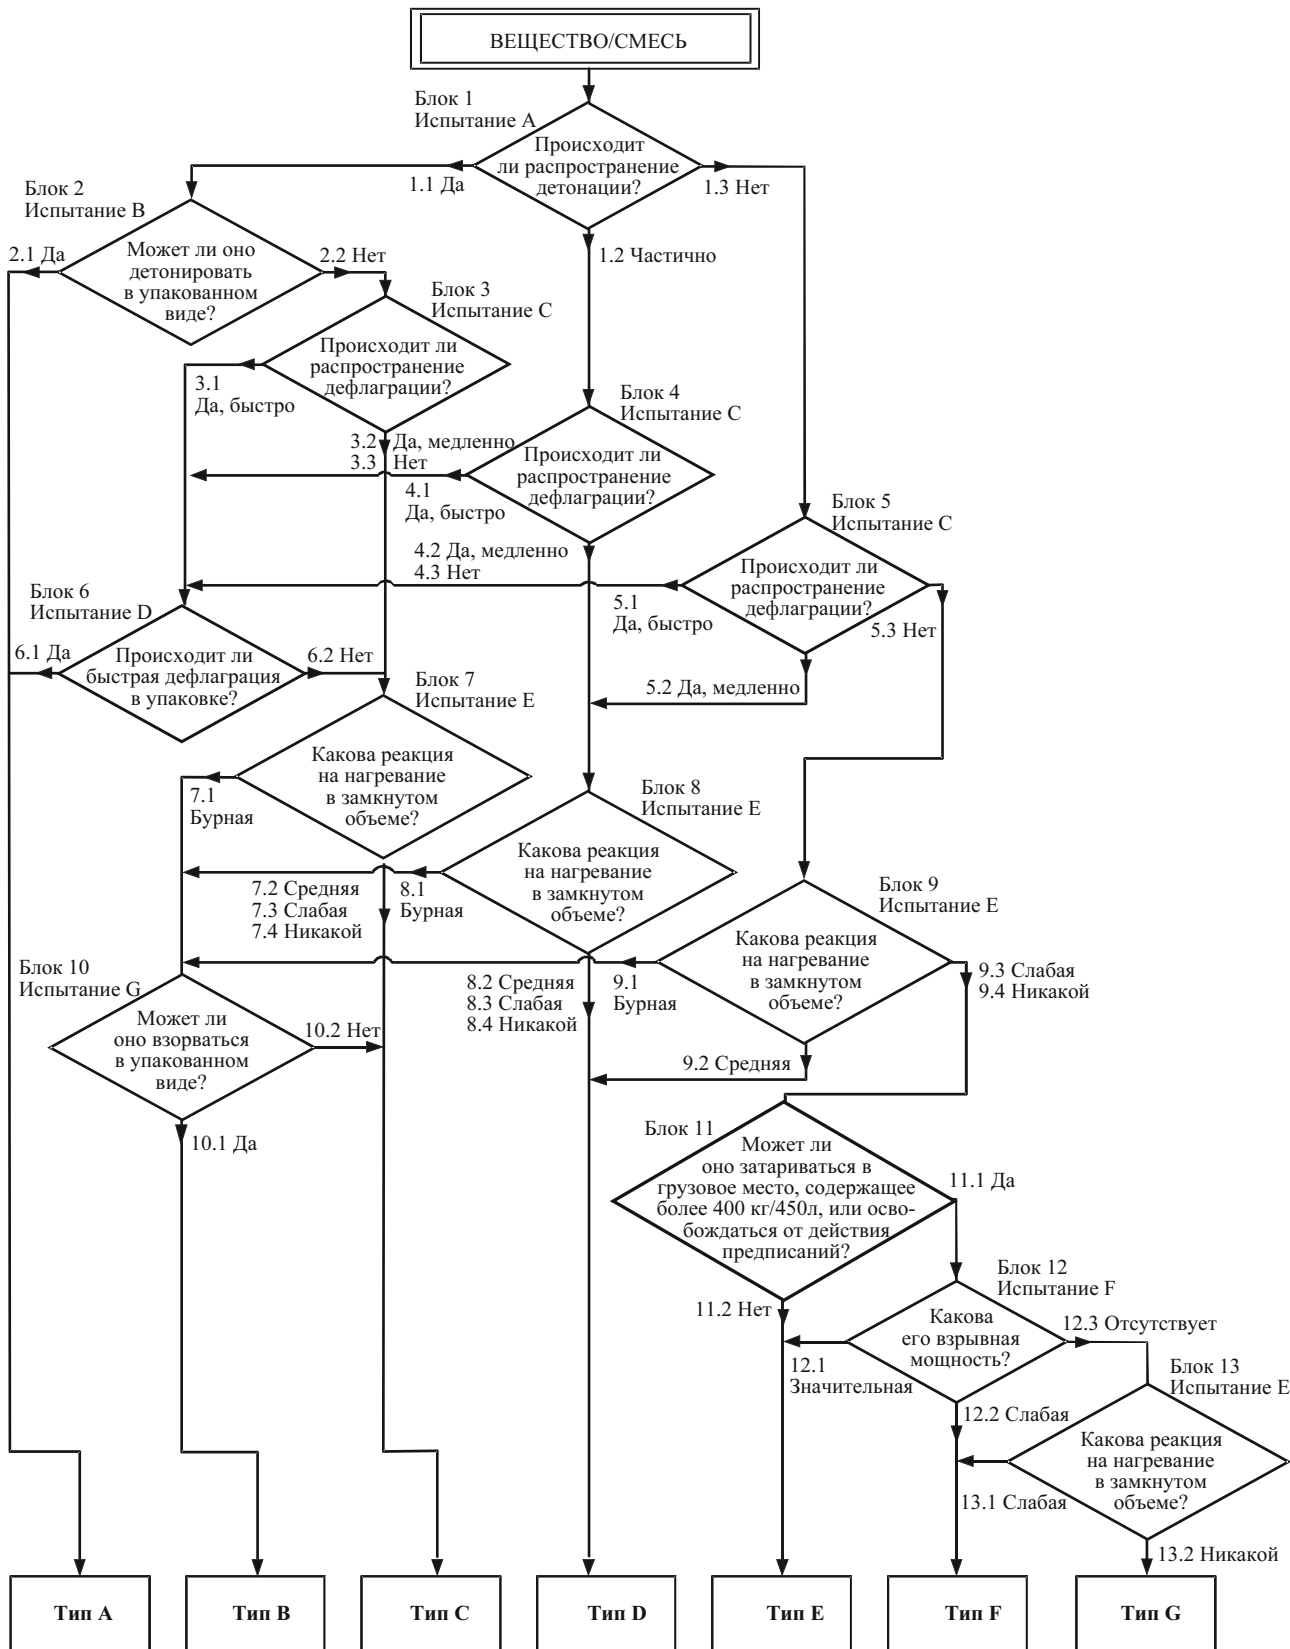 ВЕЩЕСТВО/СМЕСЬ
Блок 1
Испытание A
Происходит
ли распространение
детонации?
1.1 Да
1.3 Нет
1.2 Частично
Блок 2
Испытание B
2.1 Да
Может ли оно
детонировать
в упакованном
виде?
2.2 Нет
Блок 3
Испытание C
Происходит ли
распространение
дефлаграции?
3.1
Да, быстро
3.2 Да, медленно
3.3 Нет
Блок 4
Испытание C
Происходит ли
распространение
дефлаграции?
4.1
Да, быстро
4.2 Да, медленно
4.3 Нет
Блок 5
Испытание C
Происходит ли
распространение
дефлаграции?
5.1
Да, быстро
5.3 Нет
5.2 Да, медленно
Блок 6
Испытание D
6.1 Да
Происходит ли
быстрая дефлаграция
в упаковке?
6.2 Нет
Блок 7
Испытание E
Какова реакция
на нагревание
в замкнутом
объеме?
7.1
Бурная
7.2 Средняя
7.3 Слабая
7.4 Никакой
Блок 8
Испытание E
Какова реакция
на нагревание
в замкнутом
объеме?
8.1
Бурная
8.2 Средняя
8.3 Слабая
8.4 Никакой
Блок 9
Испытание E
Какова реакция
на нагревание
в замкнутом
объеме?
9.1
Бурная
9.3 Слабая
9.4 Никакой
9.2 Средняя
Блок 10
Испытание G
Может ли
оно взорваться
в упакованном
виде?
10.2 Нет
10.1 Да
Блок 11
Может ли
оно затариваться в
грузовое место, содержащее
более 400 кг/450л, или осво-
бождаться от действия
предписаний?
11.1 Да
11.2 Нет
Блок 12
Испытание F
Какова
его взрывная
мощность?
12.3 Отсутствует
12.1
Значительная
12.2 Слабая
Блок 13
Испытание E
Какова реакция
на нагревание
в замкнутом
объеме?
13.1 Слабая
13.2 Никакой
Тип A
Тип B
Тип C
Тип D
Тип E
Тип F
Тип G